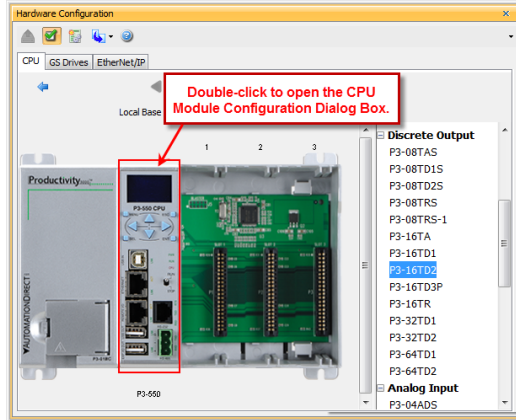 Hardware Configuration
CPU
GS Drives
EtherNet/IP
Double-click to open the CPU
Module Configuration Dialog Box.
Local Base
1
2
3
Productivity
P3-550 CPU
AUTOMATIONDIRECT
P3-550
Discrete Output
P3-08TAS
P3-08TD1S
P3-08TD2S
P3-08TRS
P3-08TRS-1
P3-16TA
P3-16TD1
P3-16TD2
P3-16TD3P
P3-16TR
P3-32TD1
P3-32TD2
P3-64TD1
P3-64TD2
Analog Input
P3-04ADS